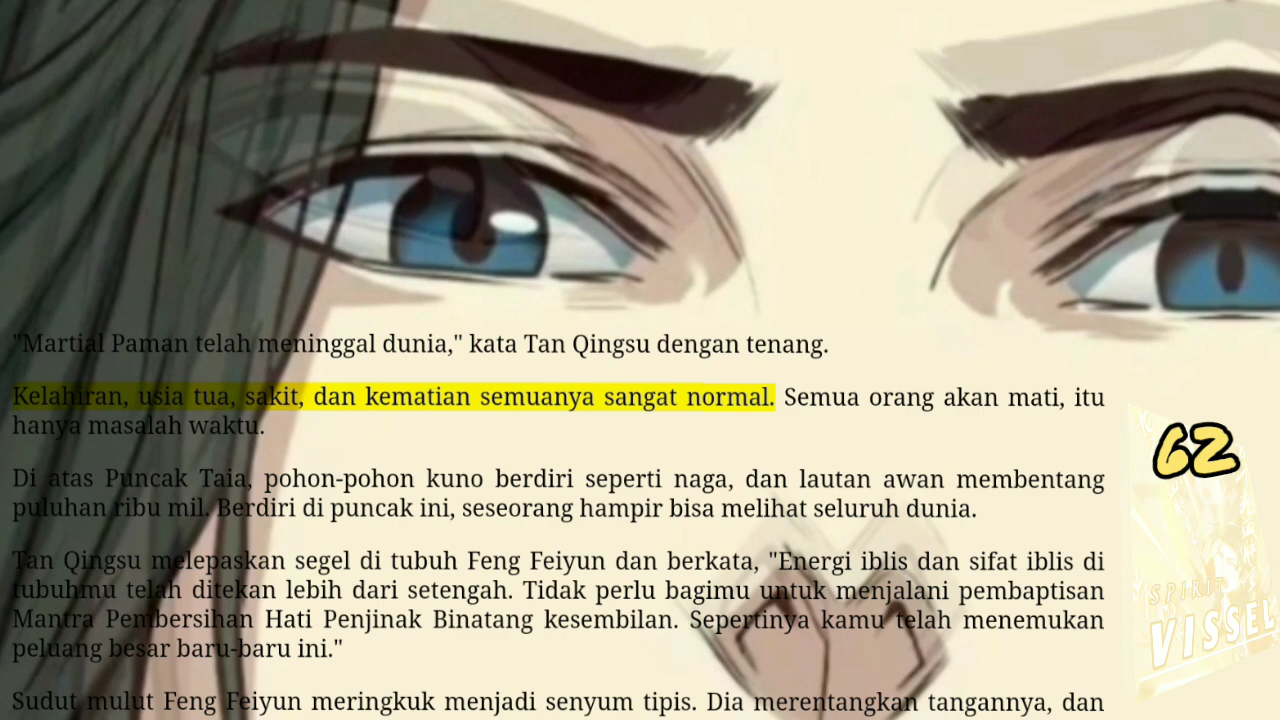 "Martial Paman telah meninggal dunia," kata Tan Qingsu dengan tenang.
Kelahiran, usia tua, sakit, dan kematian semuanya sangat normal. Semua orang akan mati, itu
hanya masalah waktu.
Di atas Puncak Taia, pohon-pohon kuno berdiri seperti naga, dan lautan awan membentang
puluhan ribu mil. Berdiri di puncak ini, seseorang hampir bisa melihat seluruh dunia.
Tan Qingsu melepaskan segel di tubuh Feng Feiyun dan berkata, "Energi iblis dan sifat iblis di
tubuhmu telah ditekan lebih dari setengah. Tidak perlu bagimu untuk menjalani pembaptisan
Mantra Pembersihan Hati Penjinak Binatang kesembilan. Sepertinya kamu telah menemukan
peluang besar baru-baru ini."
Sudut mulut Feng Feiyun meringkuk menjadi senyum tipis. Dia merentangkan tangannya, dan
62
SPIRIT
VISSEL